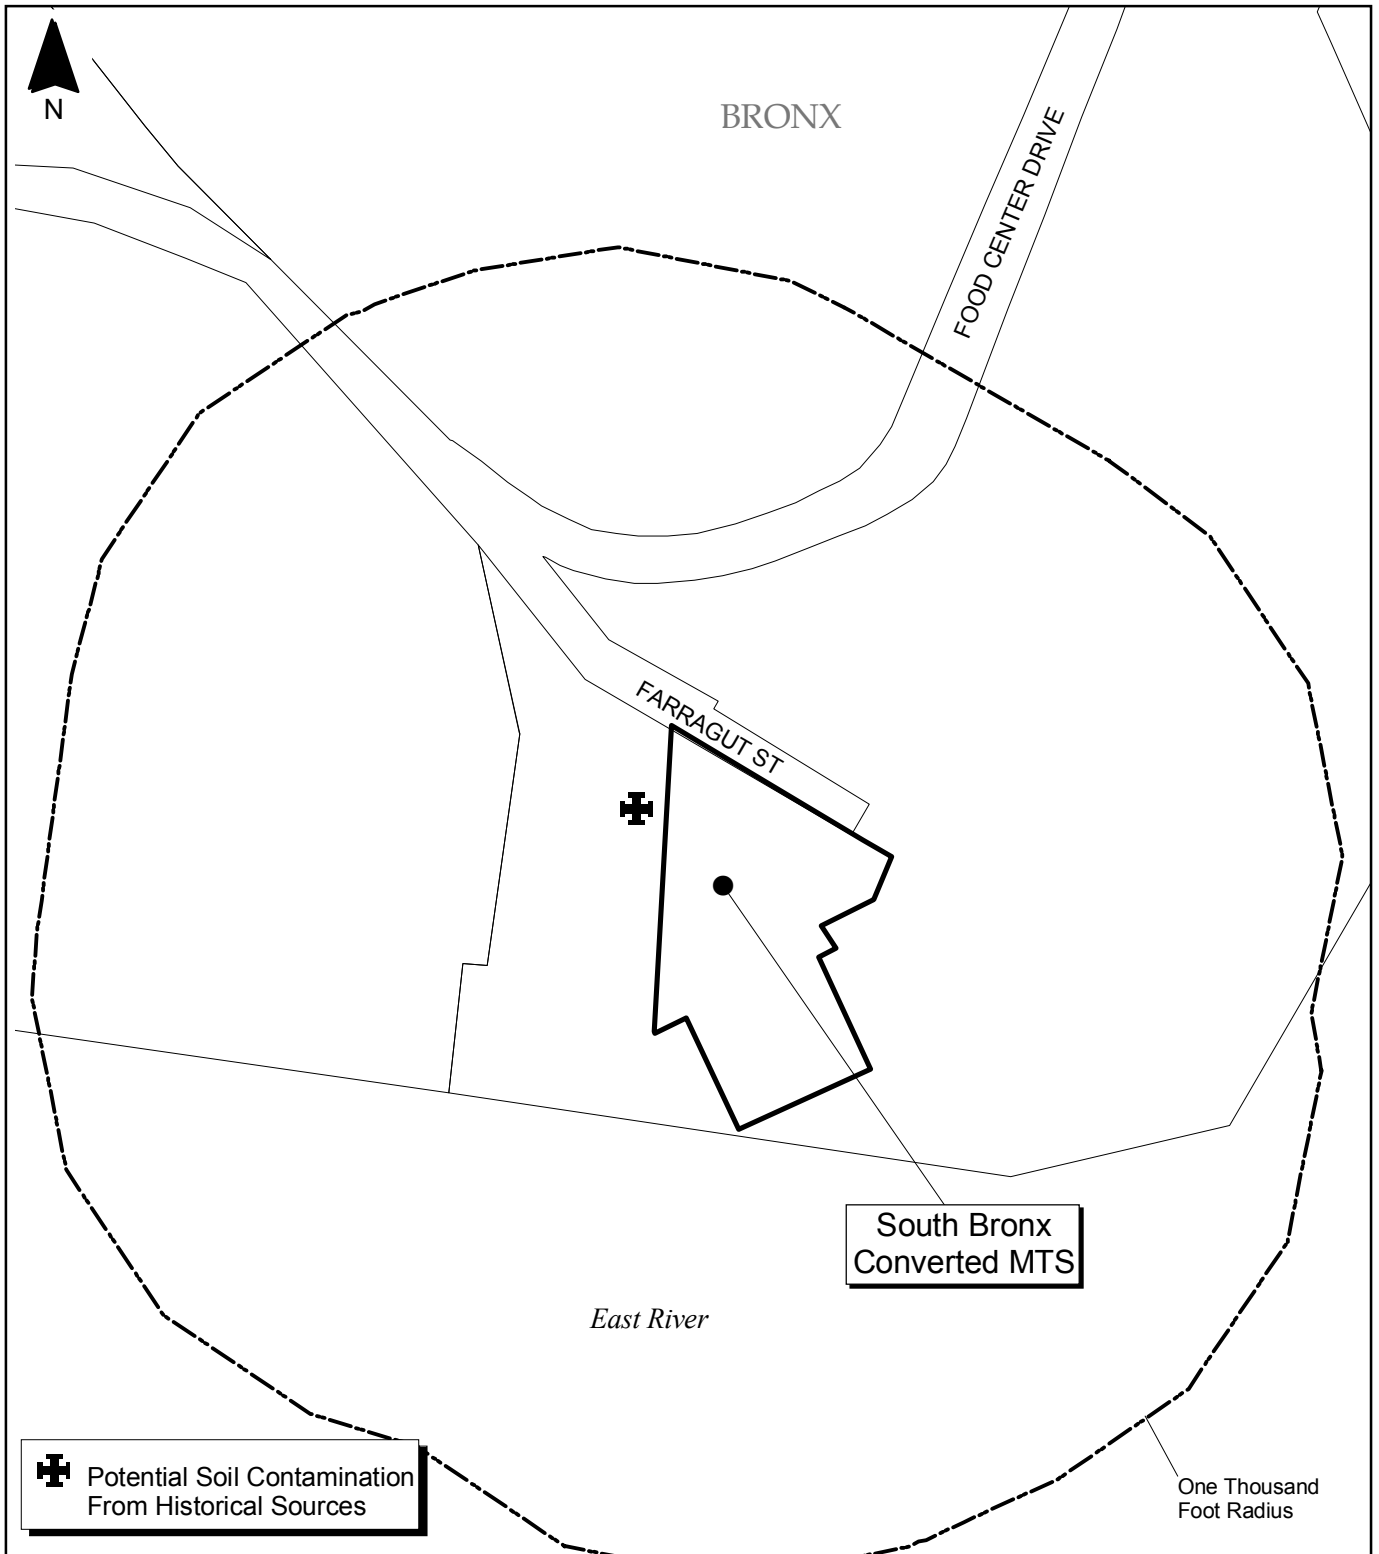 N
BRONX
FOOD CENTER DRIVE
FARRAGUT ST
South Bronx
Converted MTS
East River
Potential Soil Contamination
From Historical Sources
One Thousand
Foot Radius